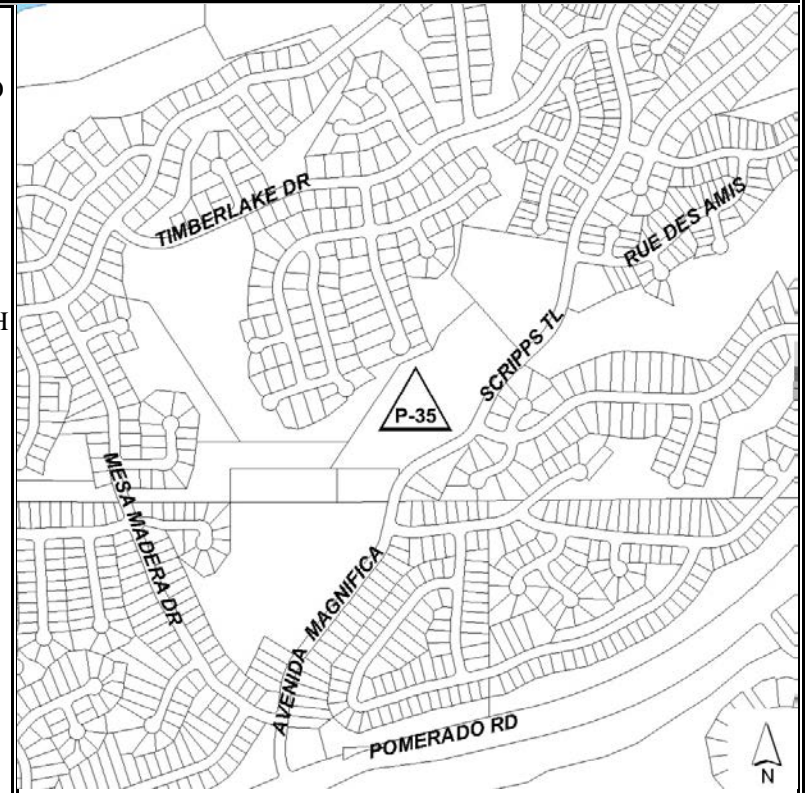 TIMBERLAKE DR
RUE DES AMIS
SCRIPPS TL
P-35
MESA MADERA DR
AVENIDA MAGNIFICA
POMERADO RD
N